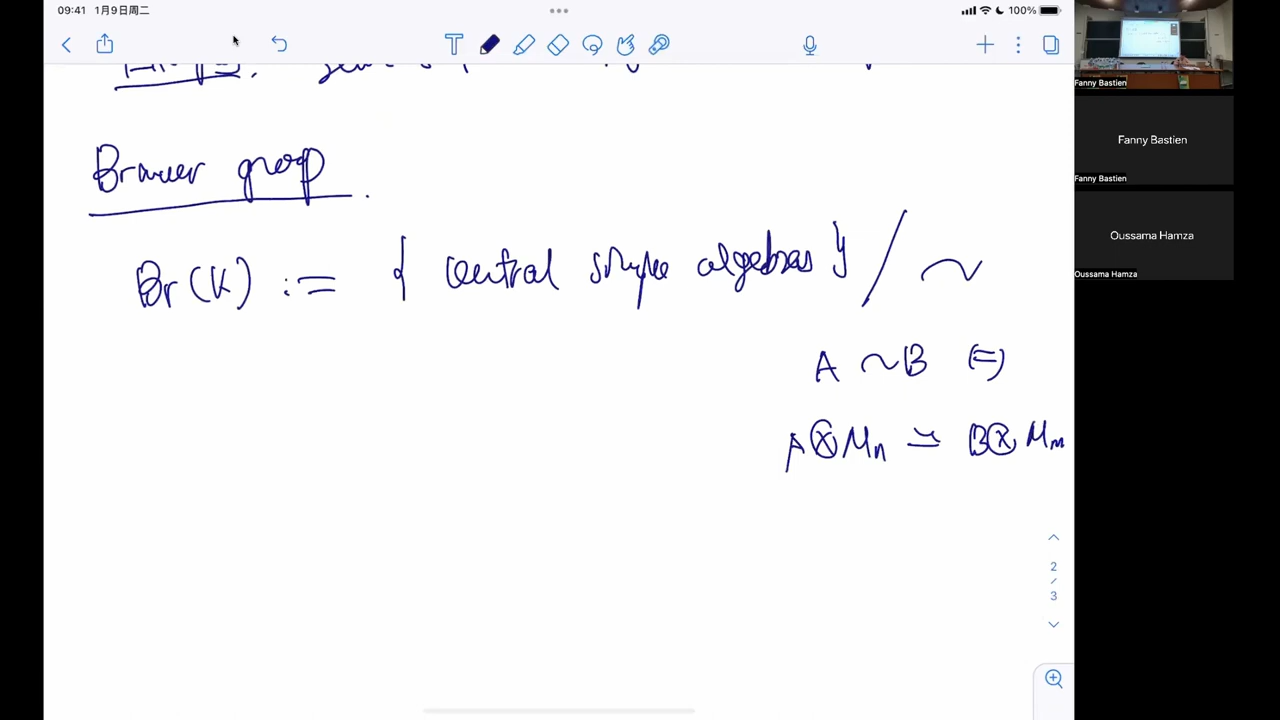 09:41 1月9日周二
100%
Fanny Bastien
Brauer group.
Br(K) := { central simple algebras } / ~
A ~ B ⇔
A ⊗ Mn ≃ B ⊗ Mm
2
/
3
Fanny Bastien
Fanny Bastien
Oussama Hamza
Oussama Hamza